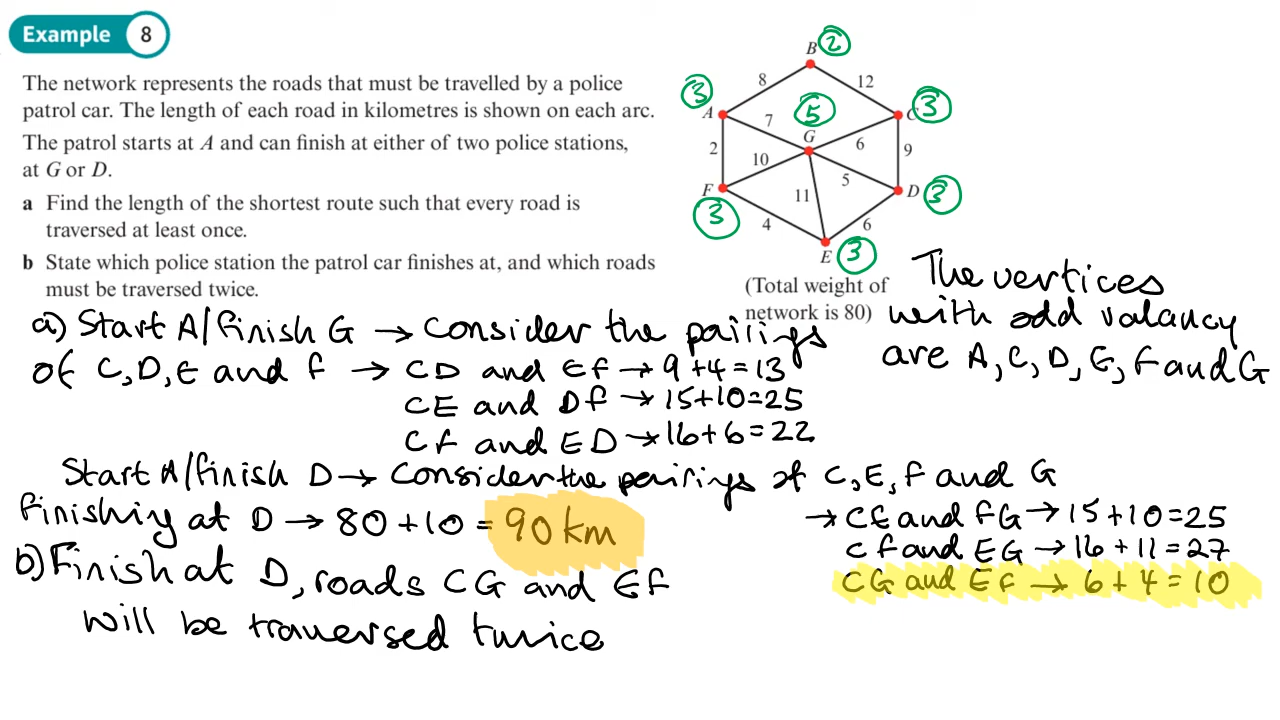 Example 8
The network represents the roads that must be travelled by a police
patrol car. The length of each road in kilometres is shown on each arc.
The patrol starts at A and can finish at either of two police stations,
at G or D.
a Find the length of the shortest route such that every road is
traversed at least once.
b State which police station the patrol car finishes at, and which roads
must be traversed twice.
B 2
8 12
3 5 3
A 7 G 6 C
2 10 9
F 11 5 D 3
3 4 6
E 3
(Total weight of
network is 80)
The vertices
with odd valancy
are A, C, D, E, F and G
a) Start A/finish G → consider the pairings
of C, D, E and F → CD and EF → 9+4=13
CE and DF → 15+10=25
CF and ED → 16+6=22
Start A/finish D → consider the pairings of C, E, F and G
→ CE and FG → 15+10=25
CF and EG → 16+11=27
CG and EF → 6+4=10
Finishing at D → 80+10=90km
b) Finish at D, roads CG and EF
will be traversed twice